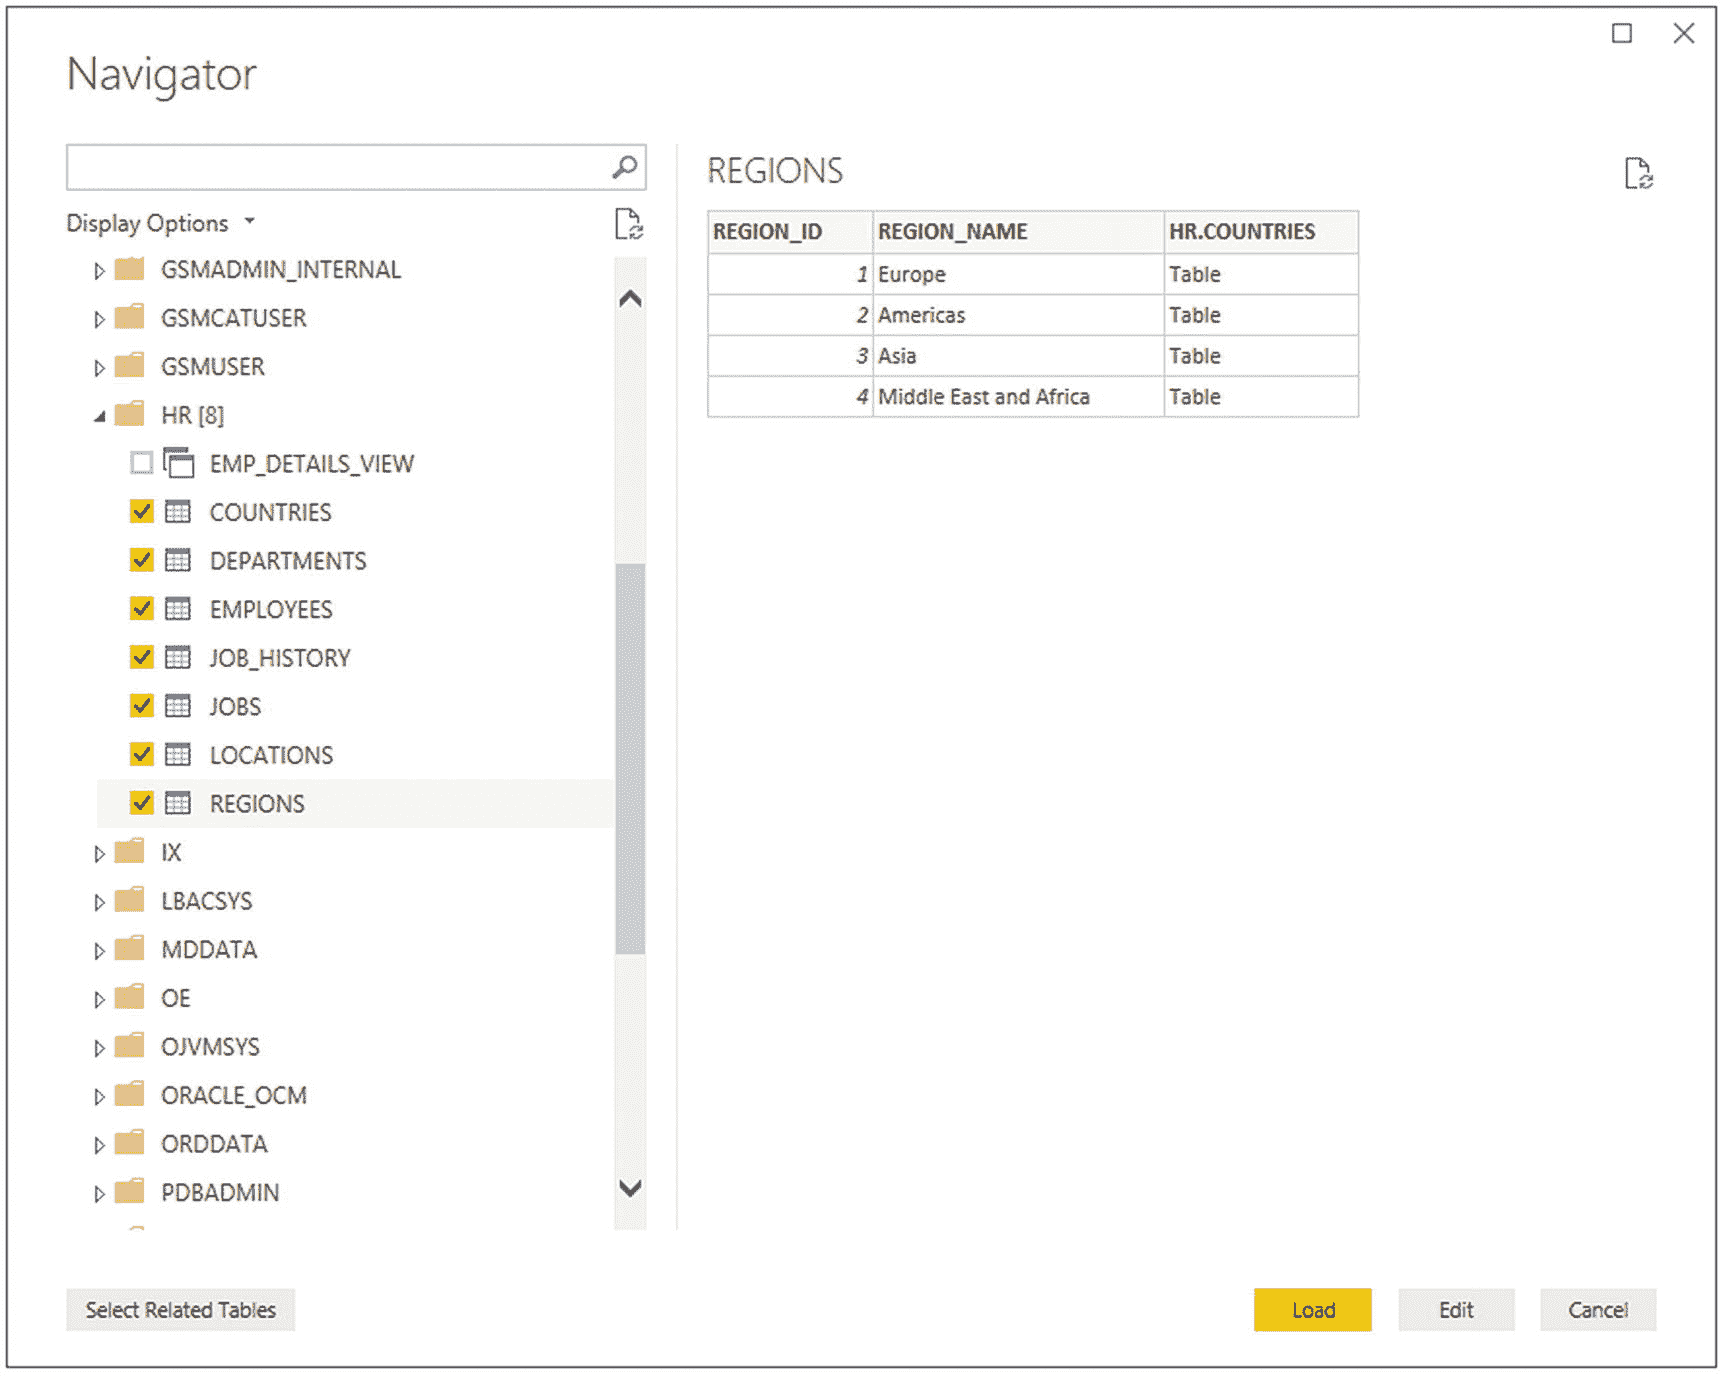 Navigator
Display Options
GSMADMIN_INTERNAL
GSMCATUSER
GSMUSER
HR [8]
EMP_DETAILS_VIEW
COUNTRIES
DEPARTMENTS
EMPLOYEES
JOB_HISTORY
JOBS
LOCATIONS
REGIONS
IX
LBACSYS
MDDATA
OE
OJVMSYS
ORACLE_OCM
ORDDATA
PDBADMIN
REGIONS
REGION_ID REGION_NAME HR.COUNTRIES
1 Europe Table
2 Americas Table
3 Asia Table
4 Middle East and Africa Table
Select Related Tables
Load Edit Cancel